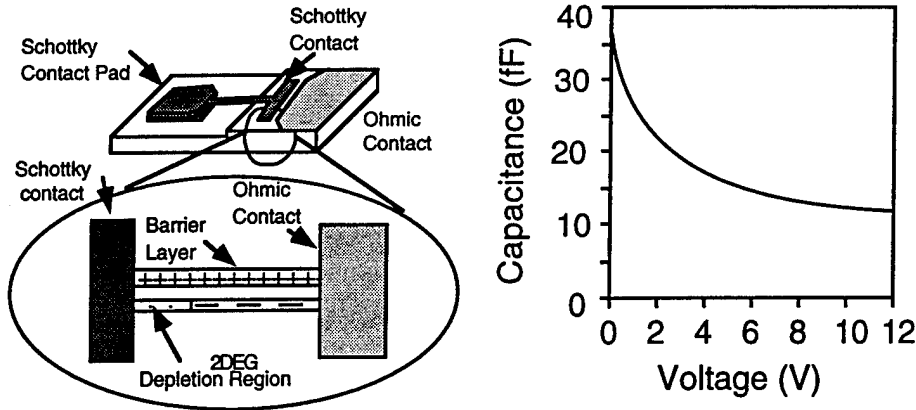 Schottky
Contact Pad
Schottky
Contact
Ohmic
Contact
Schottky
contact
Ohmic
Contact
Barrier
Layer
2DEG
Depletion Region
Capacitance (fF)
40
30
20
10
0
0 2 4 6 8 10 12
Voltage (V)